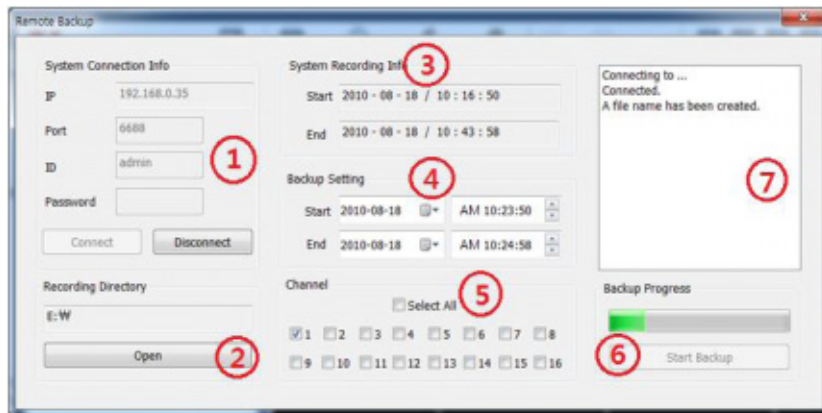 Remote Backup
System Connection Info
IP 192.168.0.35
Port 6688
ID admin
Password
Connect Disconnect
1
Recording Directory
E:₩
Open
2
System Recording Info
3
Start 2010 - 08 - 18 / 10 : 16 : 50
End 2010 - 08 - 18 / 10 : 43 : 58
Backup Setting
4
Start 2010-08-18 AM 10:23:50
End 2010-08-18 AM 10:24:58
Channel
Select All
5
1 2 3 4 5 6 7 8
9 10 11 12 13 14 15 16
Connecting to ...
Connected.
A file name has been created.
7
Backup Progress
6
Start Backup